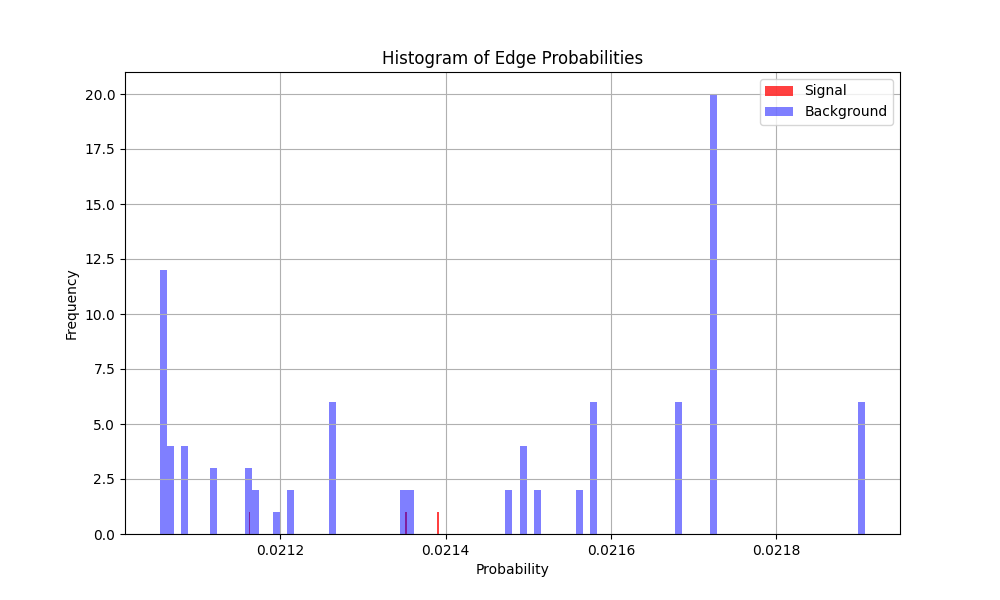 Histogram of Edge Probabilities
Signal
Background
Frequency
20.0
17.5
15.0
12.5
10.0
7.5
5.0
2.5
0.0
0.0212 0.0214 0.0216 0.0218
Probability